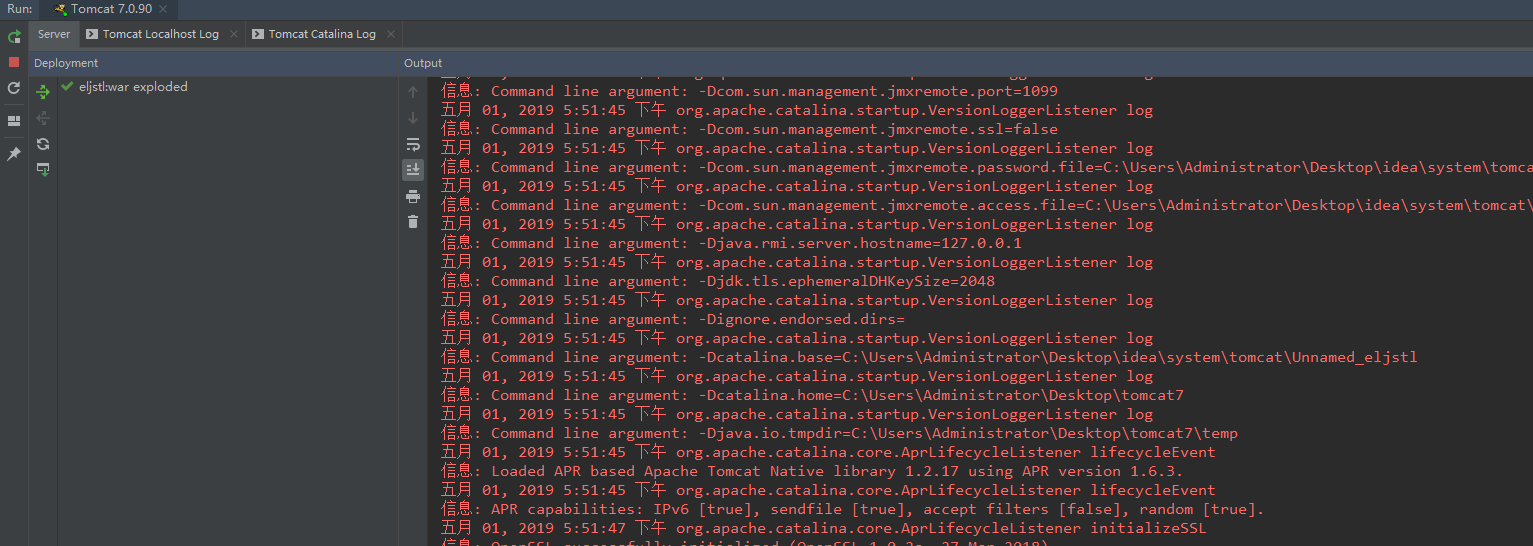 Run: Tomcat 7.0.90
Server Tomcat Localhost Log Tomcat Catalina Log
Deployment Output
eljstl:war exploded
信息: Command line argument: -Dcom.sun.management.jmxremote.port=1099
五月 01, 2019 5:51:45 下午 org.apache.catalina.startup.VersionLoggerListener log
信息: Command line argument: -Dcom.sun.management.jmxremote.ssl=false
五月 01, 2019 5:51:45 下午 org.apache.catalina.startup.VersionLoggerListener log
信息: Command line argument: -Dcom.sun.management.jmxremote.password.file=C:\Users\Administrator\Desktop\idea\system\tomca
五月 01, 2019 5:51:45 下午 org.apache.catalina.startup.VersionLoggerListener log
信息: Command line argument: -Dcom.sun.management.jmxremote.access.file=C:\Users\Administrator\Desktop\idea\system\tomcat\
五月 01, 2019 5:51:45 下午 org.apache.catalina.startup.VersionLoggerListener log
信息: Command line argument: -Djava.rmi.server.hostname=127.0.0.1
五月 01, 2019 5:51:45 下午 org.apache.catalina.startup.VersionLoggerListener log
信息: Command line argument: -Djdk.tls.ephemeralDHKeySize=2048
五月 01, 2019 5:51:45 下午 org.apache.catalina.startup.VersionLoggerListener log
信息: Command line argument: -Dignore.endorsed.dirs=
五月 01, 2019 5:51:45 下午 org.apache.catalina.startup.VersionLoggerListener log
信息: Command line argument: -Dcatalina.base=C:\Users\Administrator\Desktop\idea\system\tomcat\Unnamed_eljstl
五月 01, 2019 5:51:45 下午 org.apache.catalina.startup.VersionLoggerListener log
信息: Command line argument: -Dcatalina.home=C:\Users\Administrator\Desktop\tomcat7
五月 01, 2019 5:51:45 下午 org.apache.catalina.startup.VersionLoggerListener log
信息: Command line argument: -Djava.io.tmpdir=C:\Users\Administrator\Desktop\tomcat7\temp
五月 01, 2019 5:51:45 下午 org.apache.catalina.core.AprLifecycleListener lifecycleEvent
信息: Loaded APR based Apache Tomcat Native library 1.2.17 using APR version 1.6.3.
五月 01, 2019 5:51:45 下午 org.apache.catalina.core.AprLifecycleListener lifecycleEvent
信息: APR capabilities: IPv6 [true], sendfile [true], accept filters [false], random [true].
五月 01, 2019 5:51:47 下午 org.apache.catalina.core.AprLifecycleListener initializeSSL